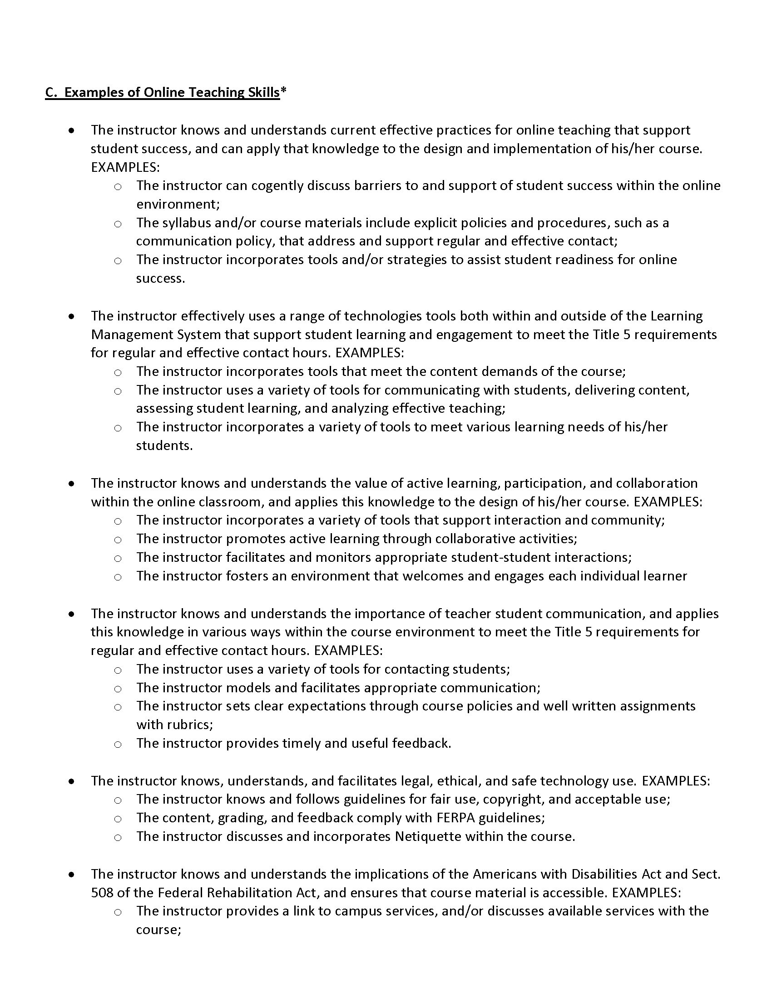 C.  Examples of Online Teaching Skills*
• The instructor knows and understands current effective practices for online teaching that support
student success, and can apply that knowledge to the design and implementation of his/her course.
EXAMPLES:
o The instructor can cogently discuss barriers to and support of student success within the online
environment;
o The syllabus and/or course materials include explicit policies and procedures, such as a
communication policy, that address and support regular and effective contact;
o The instructor incorporates tools and/or strategies to assist student readiness for online
success.
• The instructor effectively uses a range of technologies tools both within and outside of the Learning
Management System that support student learning and engagement to meet the Title 5 requirements
for regular and effective contact hours. EXAMPLES:
o The instructor incorporates tools that meet the content demands of the course;
o The instructor uses a variety of tools for communicating with students, delivering content,
assessing student learning, and analyzing effective teaching;
o The instructor incorporates a variety of tools to meet various learning needs of his/her
students.
• The instructor knows and understands the value of active learning, participation, and collaboration
within the online classroom, and applies this knowledge to the design of his/her course. EXAMPLES:
o The instructor incorporates a variety of tools that support interaction and community;
o The instructor promotes active learning through collaborative activities;
o The instructor facilitates and monitors appropriate student-student interactions;
o The instructor fosters an environment that welcomes and engages each individual learner
• The instructor knows and understands the importance of teacher student communication, and applies
this knowledge in various ways within the course environment to meet the Title 5 requirements for
regular and effective contact hours. EXAMPLES:
o The instructor uses a variety of tools for contacting students;
o The instructor models and facilitates appropriate communication;
o The instructor sets clear expectations through course policies and well written assignments
with rubrics;
o The instructor provides timely and useful feedback.
• The instructor knows, understands, and facilitates legal, ethical, and safe technology use. EXAMPLES:
o The instructor knows and follows guidelines for fair use, copyright, and acceptable use;
o The content, grading, and feedback comply with FERPA guidelines;
o The instructor discusses and incorporates Netiquette within the course.
• The instructor knows and understands the implications of the Americans with Disabilities Act and Sect.
508 of the Federal Rehabilitation Act, and ensures that course material is accessible. EXAMPLES:
o The instructor provides a link to campus services, and/or discusses available services with the
course;